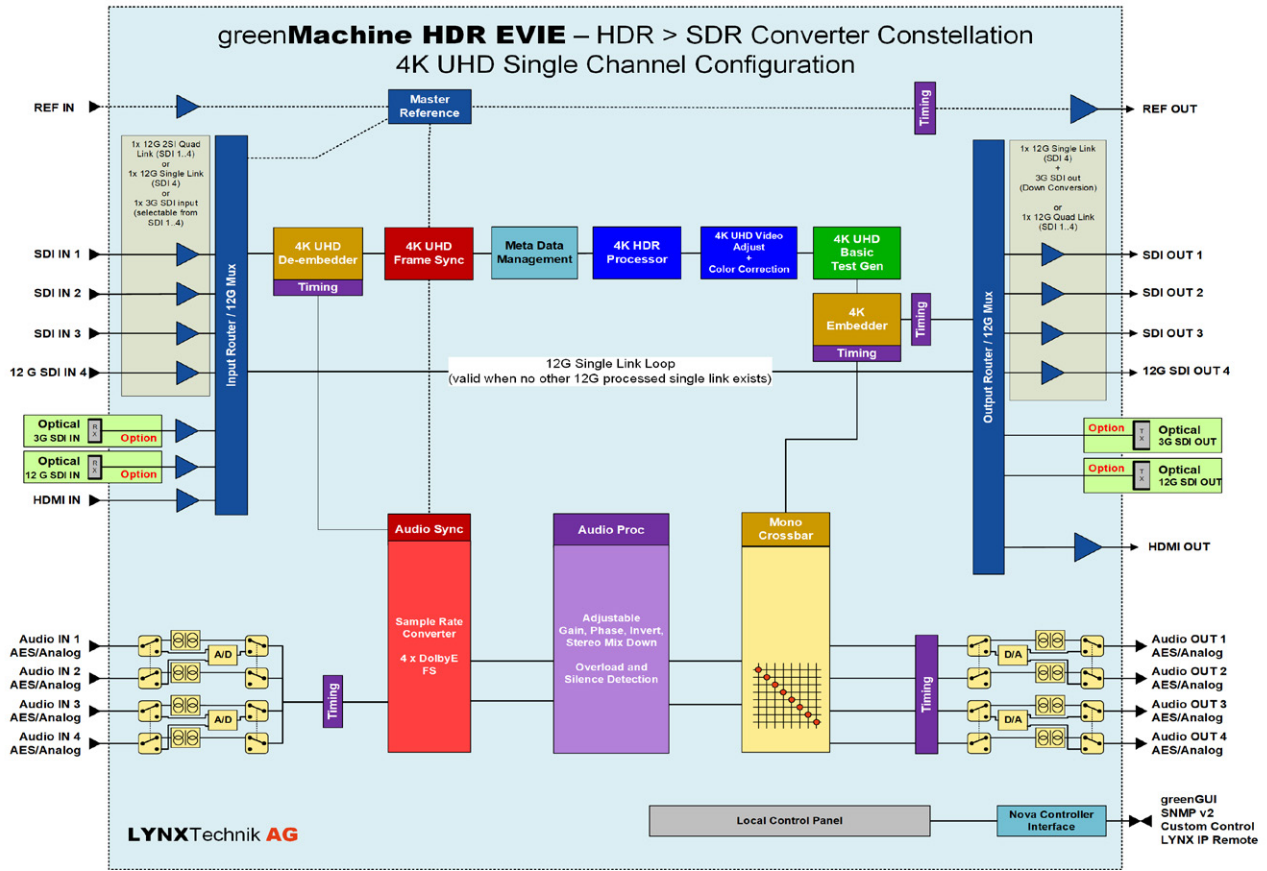 greenMachine HDR EVIE – HDR > SDR Converter Constellation
4K UHD Single Channel Configuration
REF IN
Master
Reference
Timing
REF OUT
1x 12G 2SI Quad
Link (SDI 1..4)
or
1x 12G Single Link
(SDI 4)
or
1x 3G SDI input
(selectable from
SDI 1..4)
Input Router / 12G Mux
Output Router / 12G Mux
1x 12G Single Link
(SDI 4)
+
3G SDI out
(Down Conversion)
or
1x 12G Quad Link
(SDI 1..4)
SDI IN 1
SDI IN 2
SDI IN 3
12 G SDI IN 4
4K UHD
De-embedder
Timing
4K UHD
Frame Sync
Meta Data
Management
4K HDR
Processor
4K UHD Video
Adjust
+
Color Correction
4K UHD
Basic
Test Gen
4K
Embedder
Timing
Timing
SDI OUT 1
SDI OUT 2
SDI OUT 3
12G SDI OUT 4
12G Single Link Loop
(valid when no other 12G processed single link exists)
Optical
3G SDI IN
RX
Option
Optical
12 G SDI IN
RX
Option
HDMI IN
Option
TX
Optical
3G SDI OUT
Option
TX
Optical
12G SDI OUT
HDMI OUT
Audio Sync
Sample Rate
Converter
4 x DolbyE
FS
Audio Proc
Adjustable
Gain, Phase, Invert,
Stereo Mix Down
Overload and
Silence Detection
Mono
Crossbar
Audio IN 1
AES/Analog
Audio IN 2
AES/Analog
Audio IN 3
AES/Analog
Audio IN 4
AES/Analog
A/D
A/D
Timing
Timing
D/A
D/A
Audio OUT 1
AES/Analog
Audio OUT 2
AES/Analog
Audio OUT 3
AES/Analog
Audio OUT 4
AES/Analog
LYNXTechnik AG
Local Control Panel
Nova Controller
Interface
greenGUI
SNMP v2
Custom Control
LYNX IP Remote